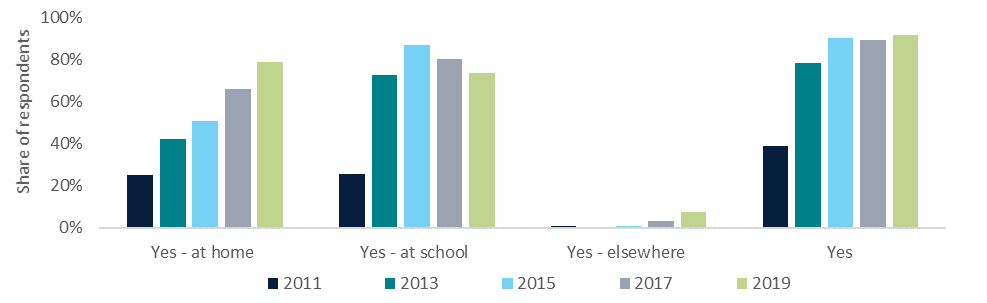 Share of respondents
100%
80%
60%
40%
20%
0%
Yes - at home
Yes - at school
Yes - elsewhere
Yes
2011
2013
2015
2017
2019